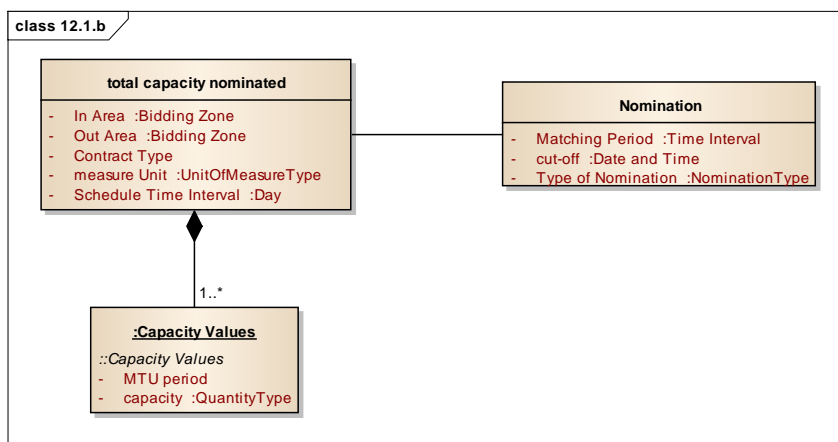 class 12.1.b
total capacity nominated
- In Area :Bidding Zone
- Out Area :Bidding Zone
- Contract Type
- measure Unit :UnitOfMeasureType
- Schedule Time Interval :Day
Nomination
- Matching Period :Time Interval
- cut-off :Date and Time
- Type of Nomination :NominationType
1..*
:Capacity Values
::Capacity Values
- MTU period
- capacity :QuantityType